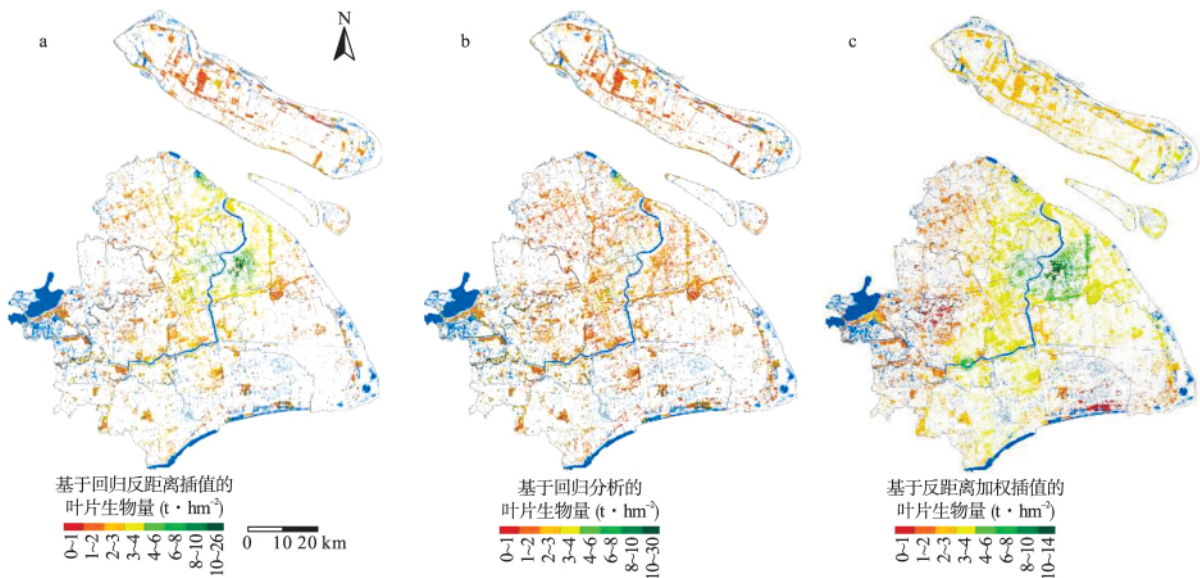 a
N
b
c
基于回归反距离插值的
叶片生物量 (t·hm⁻²)
0~1
1~2
2~3
3~4
4~6
6~8
8~10
10~26
0 10 20 km
基于回归分析的
叶片生物量 (t·hm⁻²)
0~1
1~2
2~3
3~4
4~6
6~8
8~10
10~30
基于反距离加权插值的
叶片生物量 (t·hm⁻²)
0~1
1~2
2~3
3~4
4~6
6~8
8~10
10~14